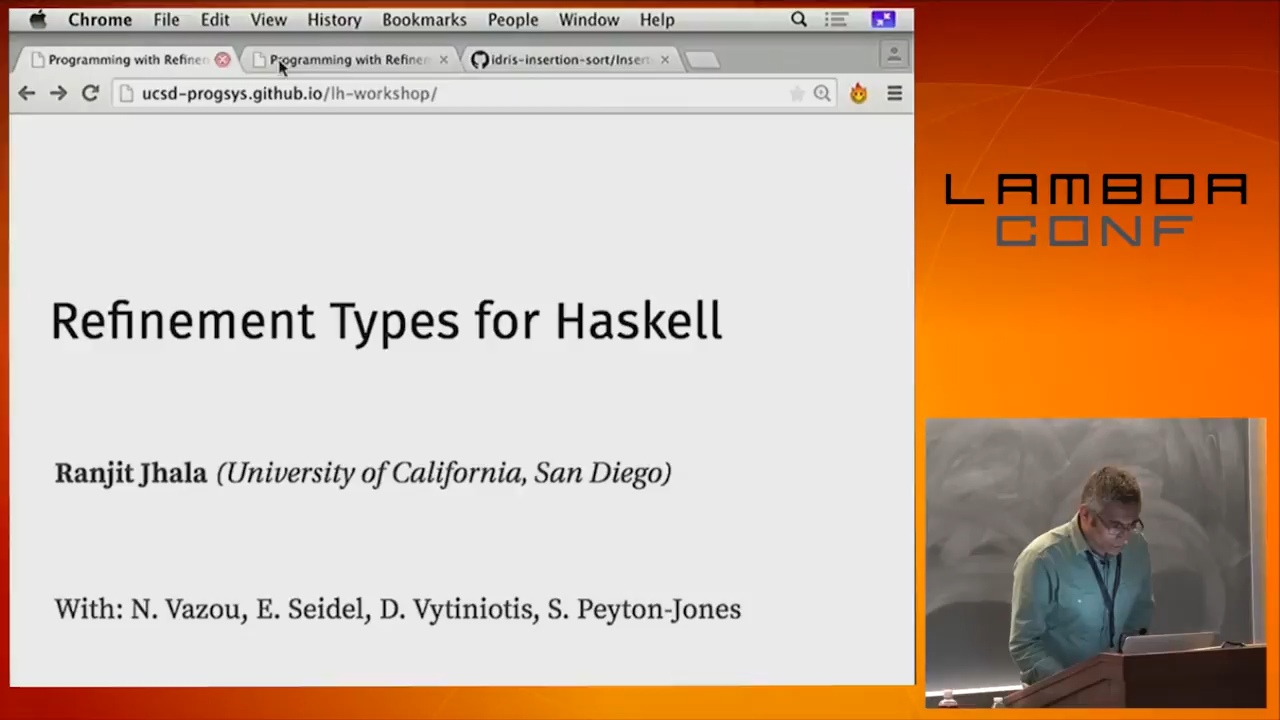 Chrome File Edit View History Bookmarks People Window Help
Programming with Refinen
Programming with Refiner
idris-insertion-sort/Insert
ucsd-progsys.github.io/lh-workshop/
Refinement Types for Haskell
Ranjit Jhala (University of California, San Diego)
With: N. Vazou, E. Seidel, D. Vytiniotis, S. Peyton-Jones
LAMBDA
CONF